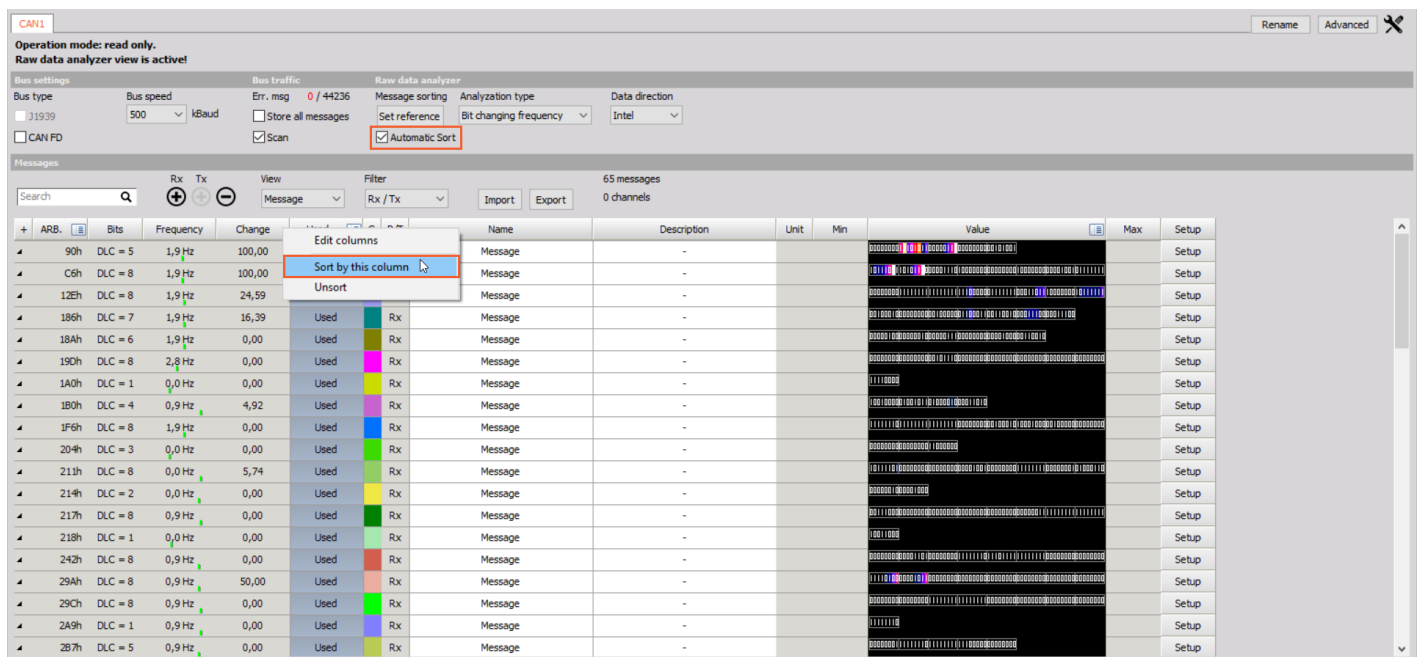 CAN1 Rename Advanced
Operation mode: read only.
Raw data analyzer view is active!
Bus settings Bus traffic Raw data analyzer
Bus type Bus speed Err. msg 0 / 44236 Message sorting Analyzation type Data direction
J1939 500 kBaud Store all messages Set reference Bit changing frequency Intel
CAN FD Scan Automatic Sort
Messages
Rx Tx View Filter 65 messages
Search Message Rx / Tx Import Export 0 channels
+ ARB. Bits Frequency Change Name Description Unit Min Value Max Setup
Edit columns
Sort by this column
Unsort
90h DLC = 5 1,9 Hz 100,00 Message - Setup
C6h DLC = 8 1,9 Hz 100,00 Message - Setup
12Eh DLC = 8 1,9 Hz 24,59 Message - Setup
186h DLC = 7 1,9 Hz 16,39 Used Rx Message - Setup
18Ah DLC = 6 1,9 Hz 0,00 Used Rx Message - Setup
19Dh DLC = 8 2,8 Hz 0,00 Used Rx Message - Setup
1A0h DLC = 1 0,0 Hz 0,00 Used Rx Message - Setup
1B0h DLC = 4 0,9 Hz 4,92 Used Rx Message - Setup
1F6h DLC = 8 1,9 Hz 0,00 Used Rx Message - Setup
204h DLC = 3 0,0 Hz 0,00 Used Rx Message - Setup
211h DLC = 8 0,0 Hz 5,74 Used Rx Message - Setup
214h DLC = 2 0,0 Hz 0,00 Used Rx Message - Setup
217h DLC = 8 0,9 Hz 0,00 Used Rx Message - Setup
218h DLC = 1 0,0 Hz 0,00 Used Rx Message - Setup
242h DLC = 8 0,9 Hz 0,00 Used Rx Message - Setup
29Ah DLC = 8 0,9 Hz 50,00 Used Rx Message - Setup
29Ch DLC = 8 0,9 Hz 0,00 Used Rx Message - Setup
2A9h DLC = 1 0,9 Hz 0,00 Used Rx Message - Setup
2B7h DLC = 5 0,9 Hz 0,00 Used Rx Message - Setup